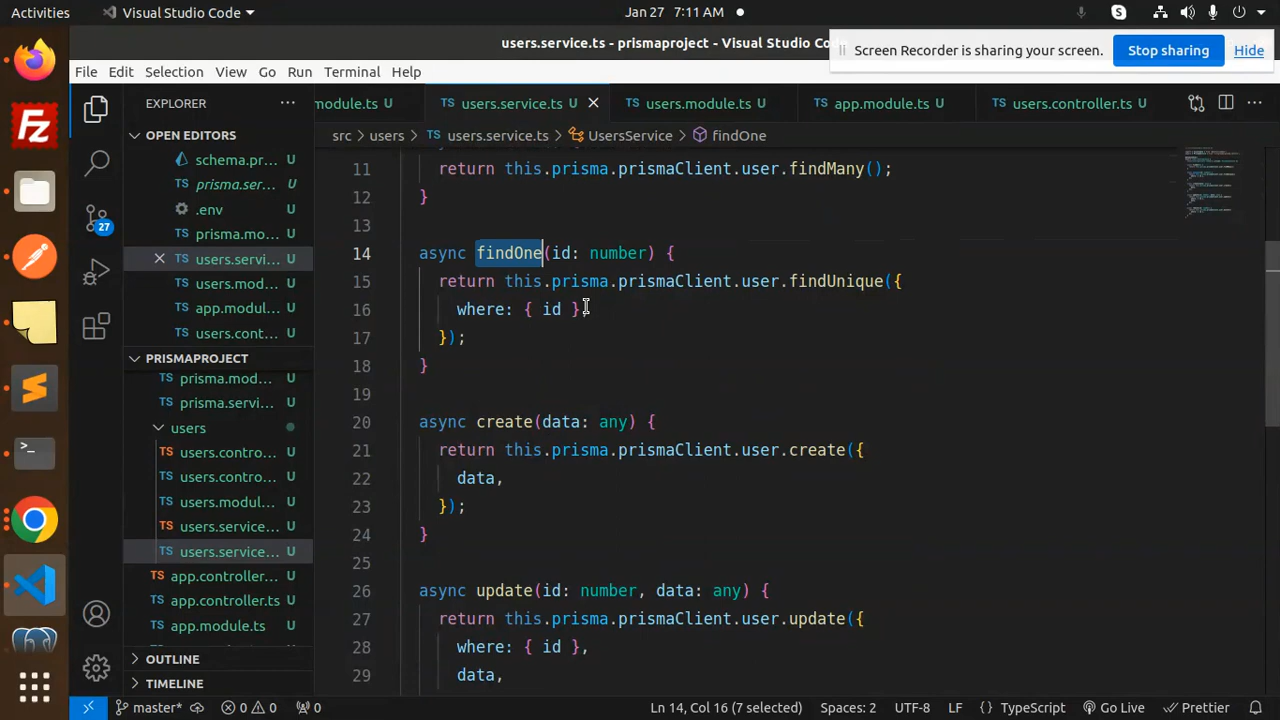 Activities
Visual Studio Code
Jan 27 7:11 AM
users.service.ts - prismaproject - Visual Studio Co
Screen Recorder is sharing your screen.
Stop sharing
Hide
File Edit Selection View Go Run Terminal Help
EXPLORER
module.ts U
users.service.ts U
users.module.ts U
app.module.ts U
users.controller.ts U
OPEN EDITORS
src > users > TS users.service.ts > UsersService > findOne
schema.pr... U
prisma.ser... U
.env U
prisma.mo... U
users.servi... U
users.mod... U
app.modul... U
users.cont... U
27
PRISMAPROJECT
prisma.mod... U
prisma.servi... U
users
TS users.contro... U
TS users.contro... U
TS users.modul... U
TS users.service... U
TS users.service... U
TS app.controller... U
TS app.controller.ts U
TS app.module.ts U
OUTLINE
TIMELINE
11 return this.prisma.prismaClient.user.findMany();
12 }
13
14 async findOne(id: number) {
15 return this.prisma.prismaClient.user.findUnique({
16 where: { id },
17 });
18 }
19
20 async create(data: any) {
21 return this.prisma.prismaClient.user.create({
22 data,
23 });
24 }
25
26 async update(id: number, data: any) {
27 return this.prisma.prismaClient.user.update({
28 where: { id },
29 data,
master* 0 0 0
Ln 14, Col 16 (7 selected) Spaces: 2 UTF-8 LF { } TypeScript Go Live Prettier